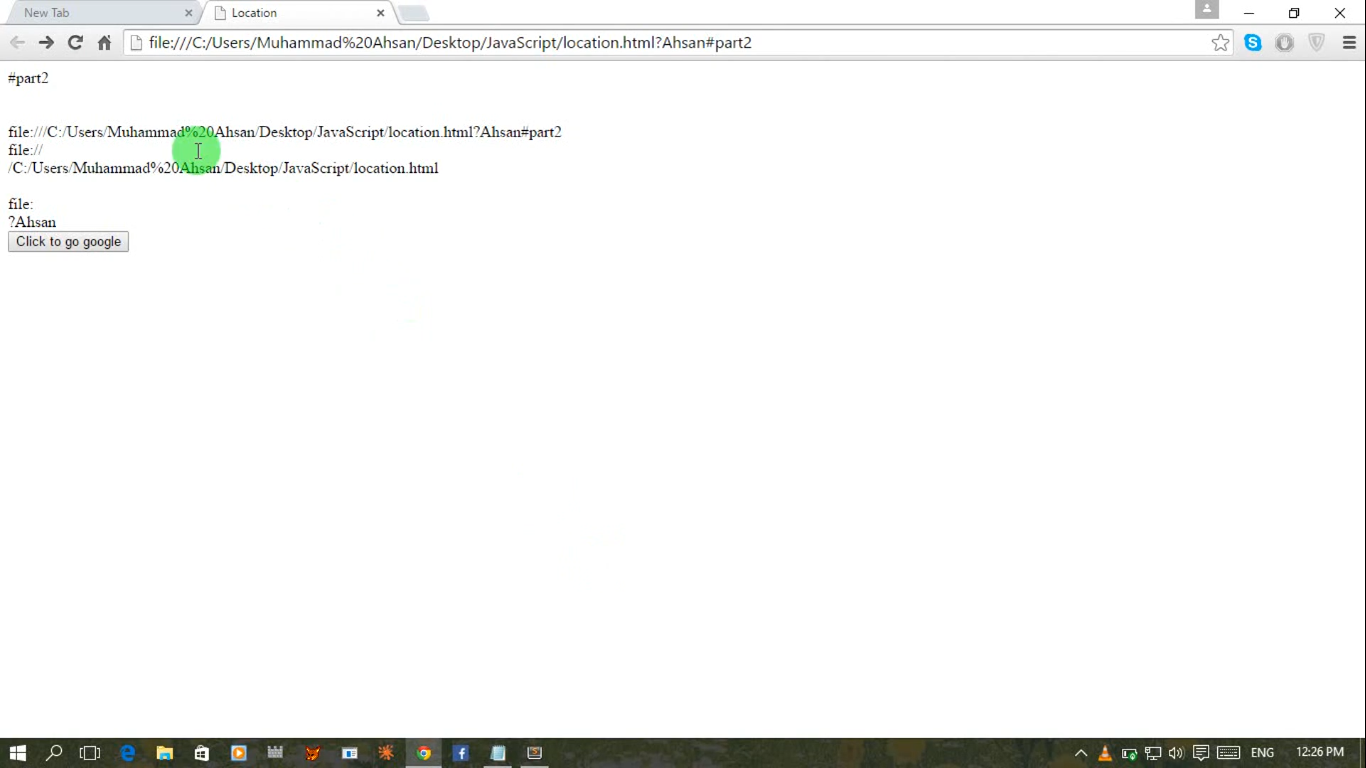 New Tab
Location
file:///C:/Users/Muhammad%20Ahsan/Desktop/JavaScript/location.html?Ahsan#part2
#part2
file:///C:/Users/Muhammad%20Ahsan/Desktop/JavaScript/location.html?Ahsan#part2
file://
/C:/Users/Muhammad%20Ahsan/Desktop/JavaScript/location.html
file:
?Ahsan
Click to go google
ENG
12:26 PM